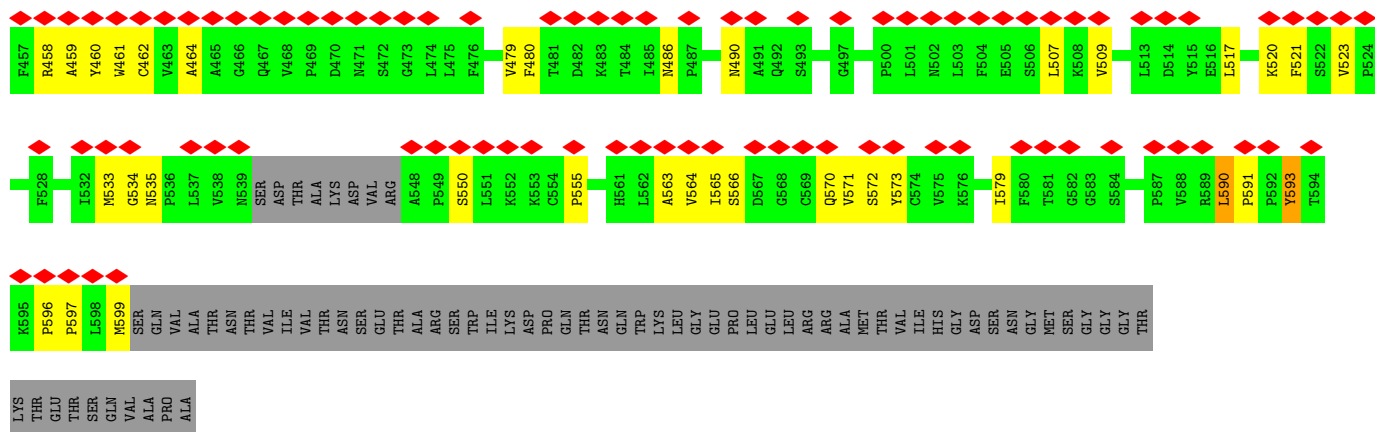 F457 R458 A459 Y460 W461 C462 V463 A464 A465 G466 Q467 V468 P469 D470 N471 S472 G473 L474 L475 F476 V479 F480 T481 D482 K483 T484 I485 N486 P487 N490 A491 Q492 S493 G497 P500 L501 N502 L503 F504 E505 S506 L507 K508 V509 L513 D514 Y515 E516 L517 K520 F521 S522 V523 P524
F528 I532 M533 G534 N535 P536 L537 V538 N539 SER ASP THR ALA LYS ASP VAL ARG A548 P549 S550 L551 K552 K553 C554 P555 H561 L562 A563 V564 I565 S566 D567 G568 C569 Q570 V571 S572 Y573 C574 V575 K576 I579 F580 T581 G582 G583 S584 P587 V588 R589 L590 P591 P592 Y593 T594
K595 P596 P597 L598 M599 SER GLN VAL ALA THR ASN THR VAL ILE VAL THR ASN SER GLU THR ALA ARG SER TRP ILE LYS ASP PRO GLN THR ASN GLN TRP LYS LEU GLY GLU PRO LEU GLU LEU ARG ARG ALA MET THR VAL ILE HIS GLY ASP SER ASN GLY MET SER GLY GLY GLY THR
LYS THR GLU THR SER GLN VAL ALA PRO ALA